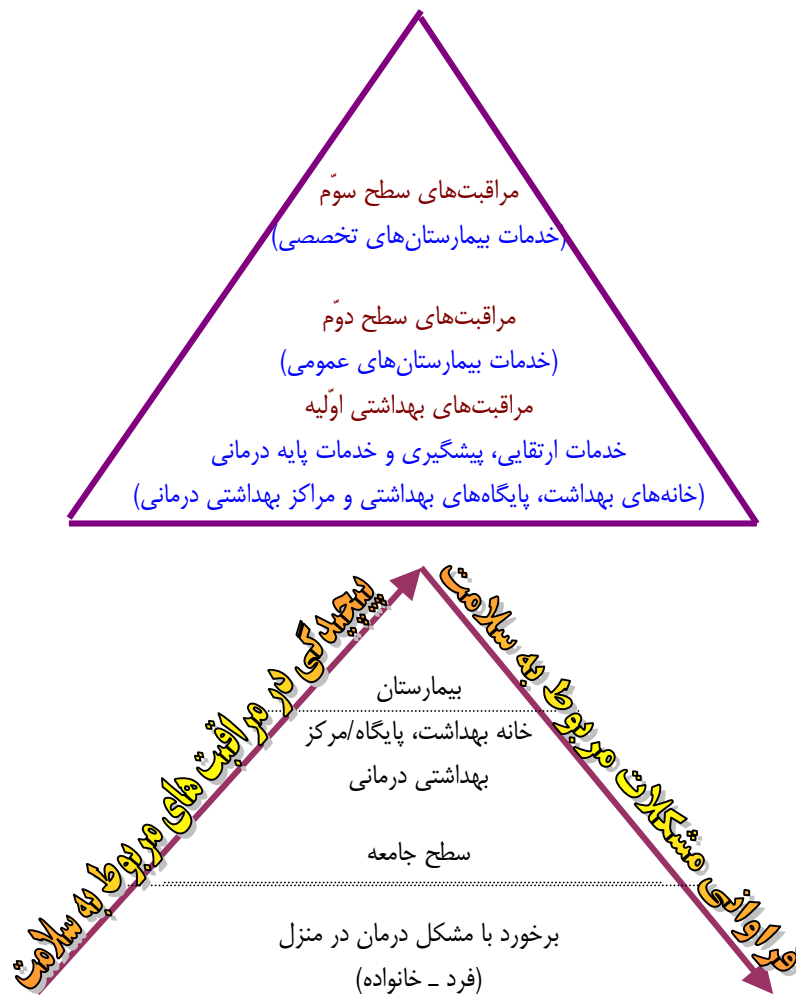 مراقبت‌های سطح سوّم
(خدمات بیمارستان‌های تخصصی)
مراقبت‌های سطح دوّم
(خدمات بیمارستان‌های عمومی)
مراقبت‌های بهداشتی اوّلیه
خدمات ارتقایی، پیشگیری و خدمات پایه درمانی
(خانه‌های بهداشت، پایگاه‌های بهداشتی و مراکز بهداشتی درمانی)
فراوانی مشکلات مربوط به سلامت
پیچیدگی در مراقبت های مربوط به سلامت
بیمارستان
خانه بهداشت، پایگاه/مرکز
بهداشتی درمانی
سطح جامعه
برخورد با مشکل درمان در منزل
(فرد ـ خانواده)